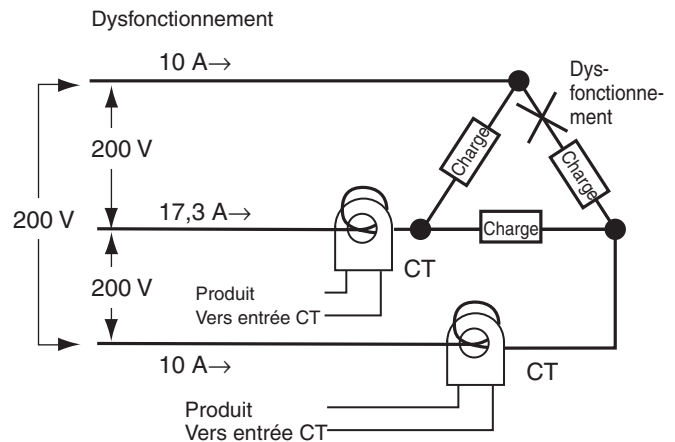 Dysfonctionnement
10 A→
Dys-
fonctionne-
ment
Charge
Charge
200 V
200 V
17,3 A→
Charge
CT
200 V
Produit
Vers entrée CT
10 A→
CT
Produit
Vers entrée CT